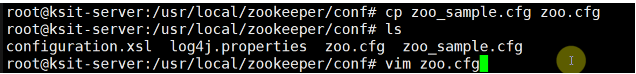 root@ksit-server:/usr/local/zookeeper/conf# cp zoo_sample.cfg zoo.cfg
root@ksit-server:/usr/local/zookeeper/conf# ls
configuration.xsl  log4j.properties  zoo.cfg  zoo_sample.cfg
root@ksit-server:/usr/local/zookeeper/conf# vim zoo.cfg